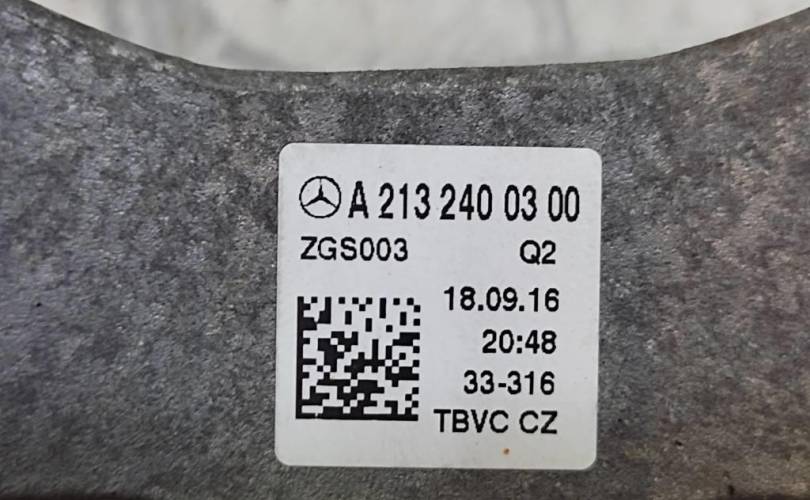 A 213 240 03 00
ZGS003 Q2
18.09.16
20:48
33-316
TBVC CZ